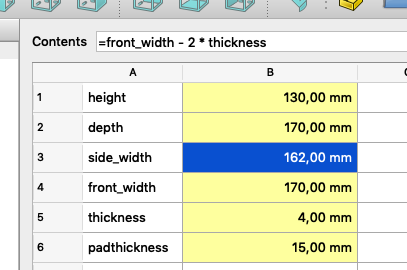 Contents =front_width - 2 * thickness
A B
1 height 130,00 mm
2 depth 170,00 mm
3 side_width 162,00 mm
4 front_width 170,00 mm
5 thickness 4,00 mm
6 padthickness 15,00 mm